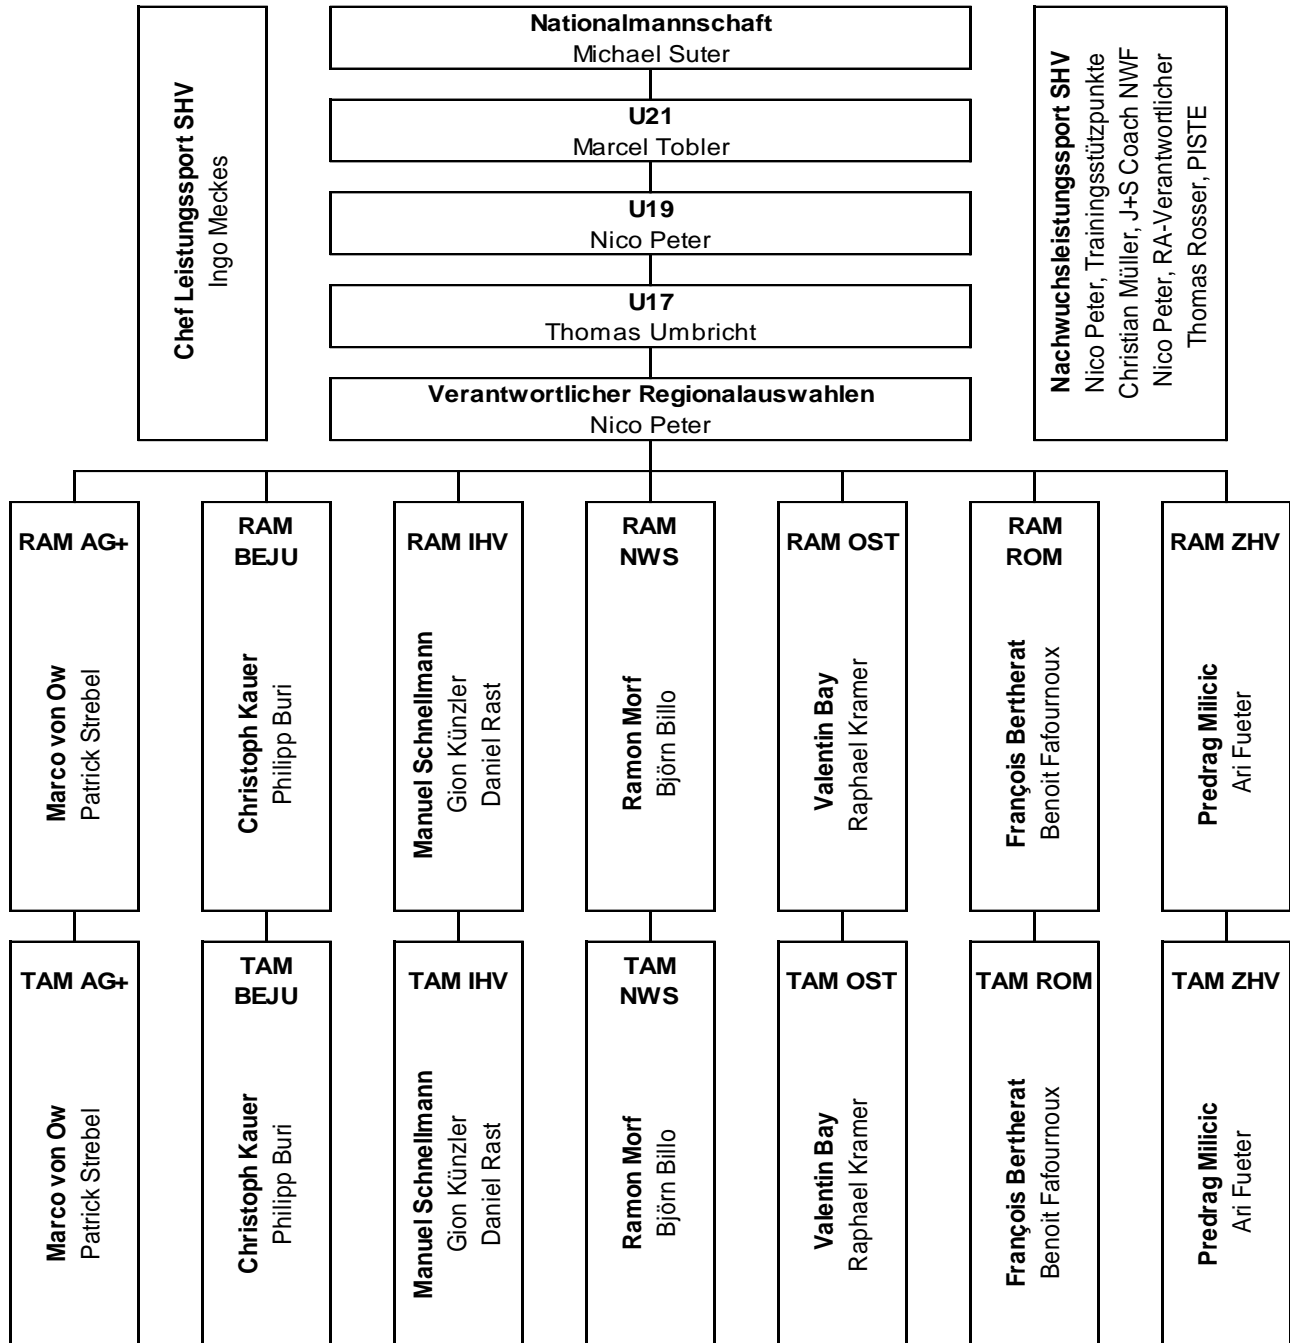 Nationalmannschaft
Michael Suter
U21
Marcel Tobler
U19
Nico Peter
U17
Thomas Umbricht
Verantwortlicher Regionalauswahlen
Nico Peter
Chef Leistungssport SHV
Ingo Meckes
Nachwuchsleistungssport SHV
Nico Peter, Trainingsstützpunkte
Christian Müller, J+S Coach NWF
Nico Peter, RA-Verantwortlicher
Thomas Rosser, PISTE
RAM AG+
Marco von Ow
Patrick Strebel
RAM
BEJU
Christoph Kauer
Philipp Buri
RAM IHV
Manuel Schnellmann
Gion Künzler
Daniel Rast
RAM
NWS
Ramon Morf
Björn Billo
RAM OST
Valentin Bay
Raphael Kramer
RAM
ROM
François Bertherat
Benoit Fafournoux
RAM ZHV
Predrag Milicic
Ari Fueter
TAM AG+
Marco von Ow
Patrick Strebel
TAM
BEJU
Christoph Kauer
Philipp Buri
TAM IHV
Manuel Schnellmann
Gion Künzler
Daniel Rast
TAM
NWS
Ramon Morf
Björn Billo
TAM OST
Valentin Bay
Raphael Kramer
TAM ROM
François Bertherat
Benoit Fafournoux
TAM ZHV
Predrag Milicic
Ari Fueter